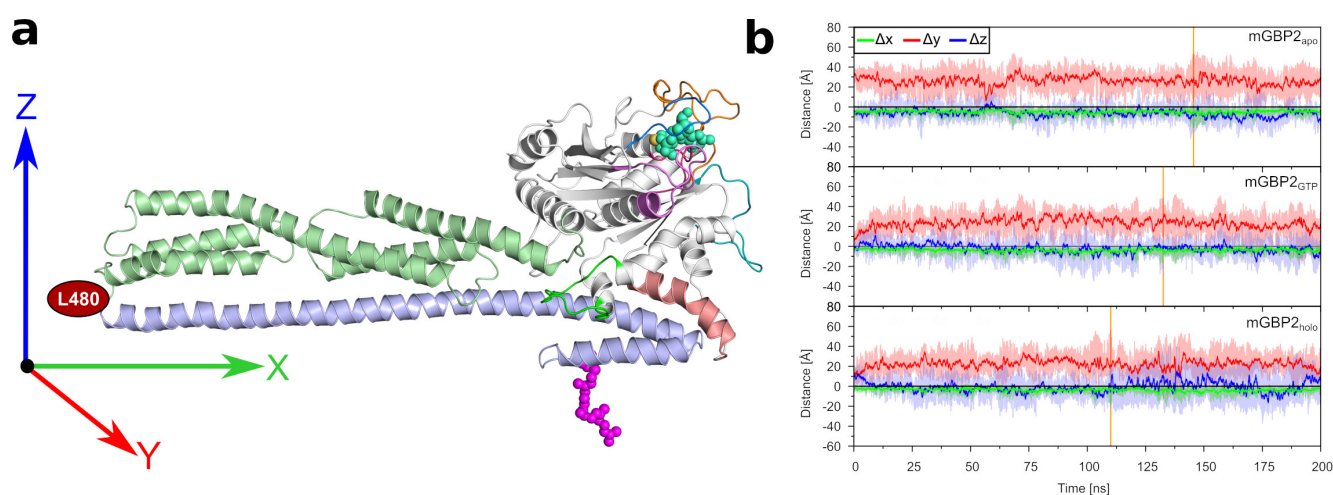 a
Z
L480
X
Y
b
Δx Δy Δz
mGBP2apo
Distance [Å]
80
60
40
20
0
-20
-40
80
mGBP2GTP
Distance [Å]
60
40
20
0
-20
-40
80
mGBP2holo
Distance [Å]
60
40
20
0
-20
-40
-60
0 25 50 75 100 125 150 175 200
Time [ns]